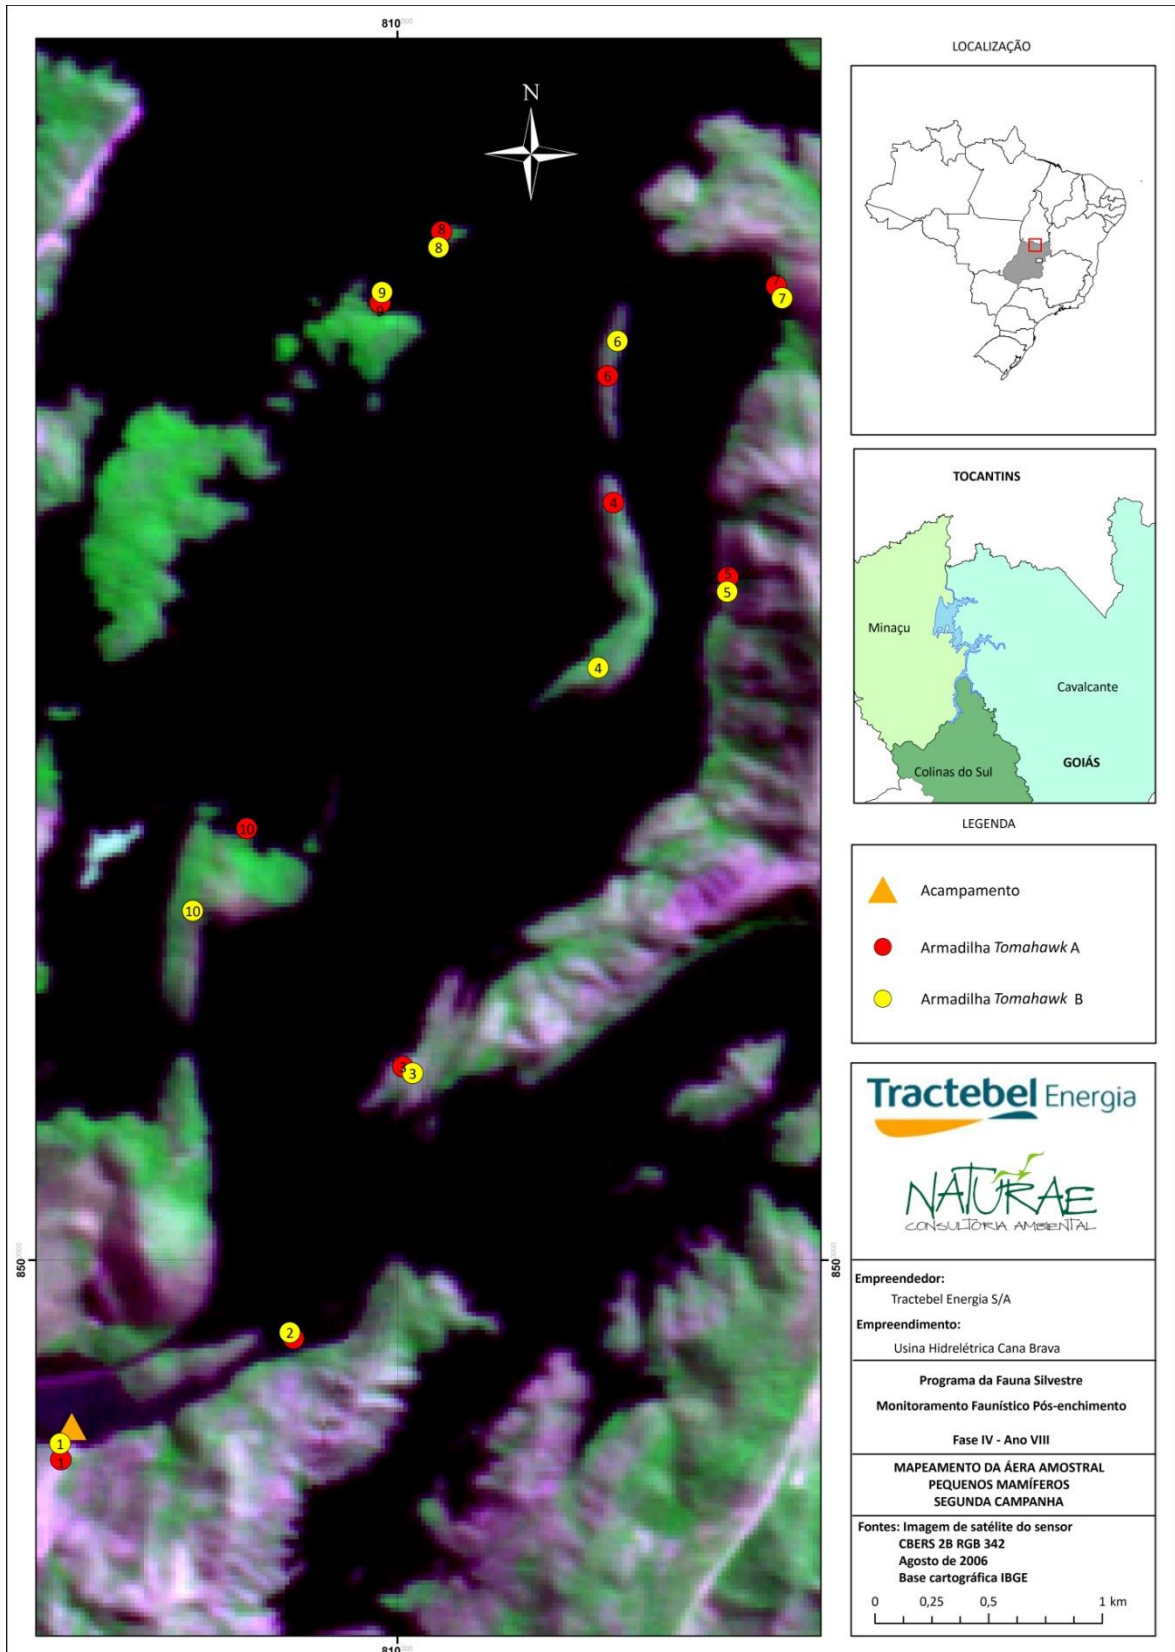 810000
LOCALIZAÇÃO
N
8
8
9
9
7
7
6
6
4
5
5
4
10
10
3
3
850
850
2
1
1
810000
TOCANTINS
Minaçu
Cavalcante
Colinas do Sul
GOIÁS
LEGENDA
Acampamento
Armadilha Tomahawk A
Armadilha Tomahawk B
Tractebel Energia
NATURAE
CONSULTORIA AMBIENTAL
Empreendedor:
Tractebel Energia S/A
Empreendimento:
Usina Hidrelétrica Cana Brava
Programa da Fauna Silvestre
Monitoramento Faunístico Pós-enchimento
Fase IV - Ano VIII
MAPEAMENTO DA ÁERA AMOSTRAL
PEQUENOS MAMÍFEROS
SEGUNDA CAMPANHA
Fontes: Imagem de satélite do sensor
CBERS 2B RGB 342
Agosto de 2006
Base cartográfica IBGE
0 0,25 0,5 1 km